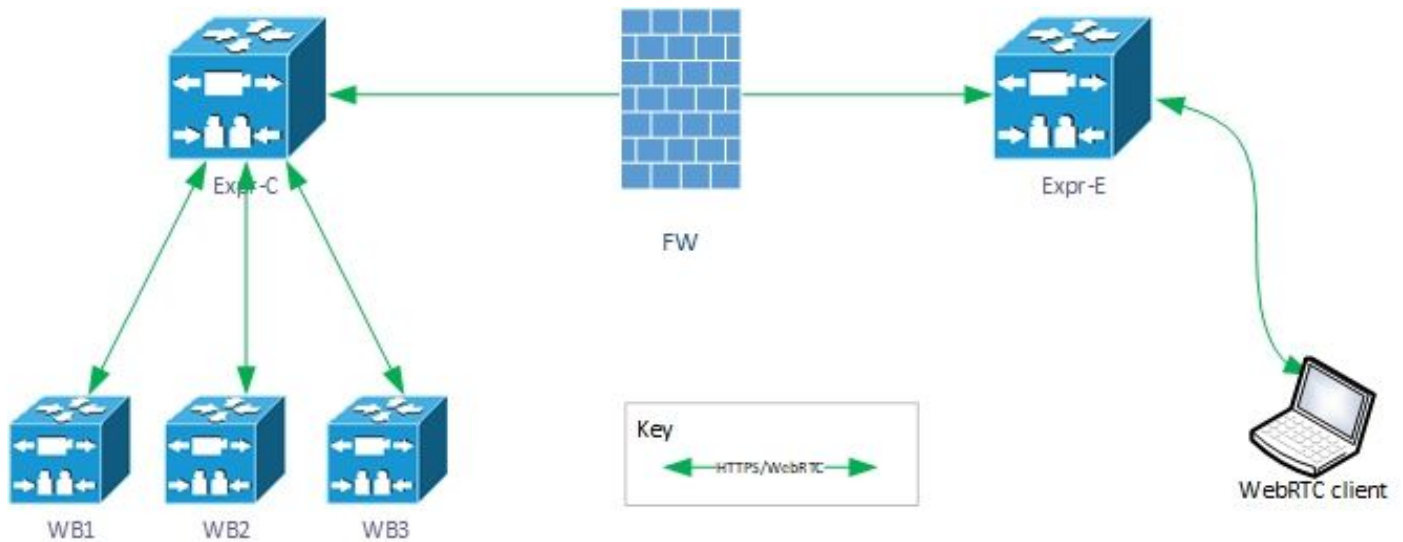 Expr-C
FW
Expr-E
WB1
WB2
WB3
Key
HTTPS/WebRTC
WebRTC client